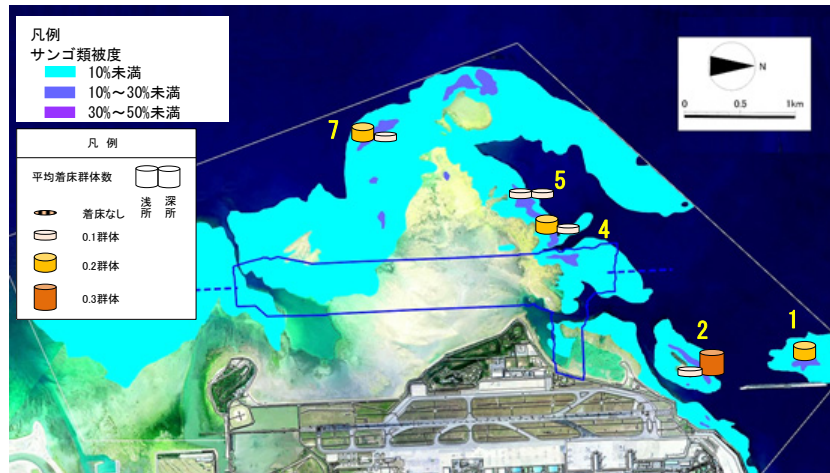 凡例
サンゴ類被度
10%未満
10%～30%未満
30%～50%未満
凡 例
平均着床群体数
浅所
深所
着床なし
0.1群体
0.2群体
0.3群体
N
0 0.5 1km
7
5
4
2
1